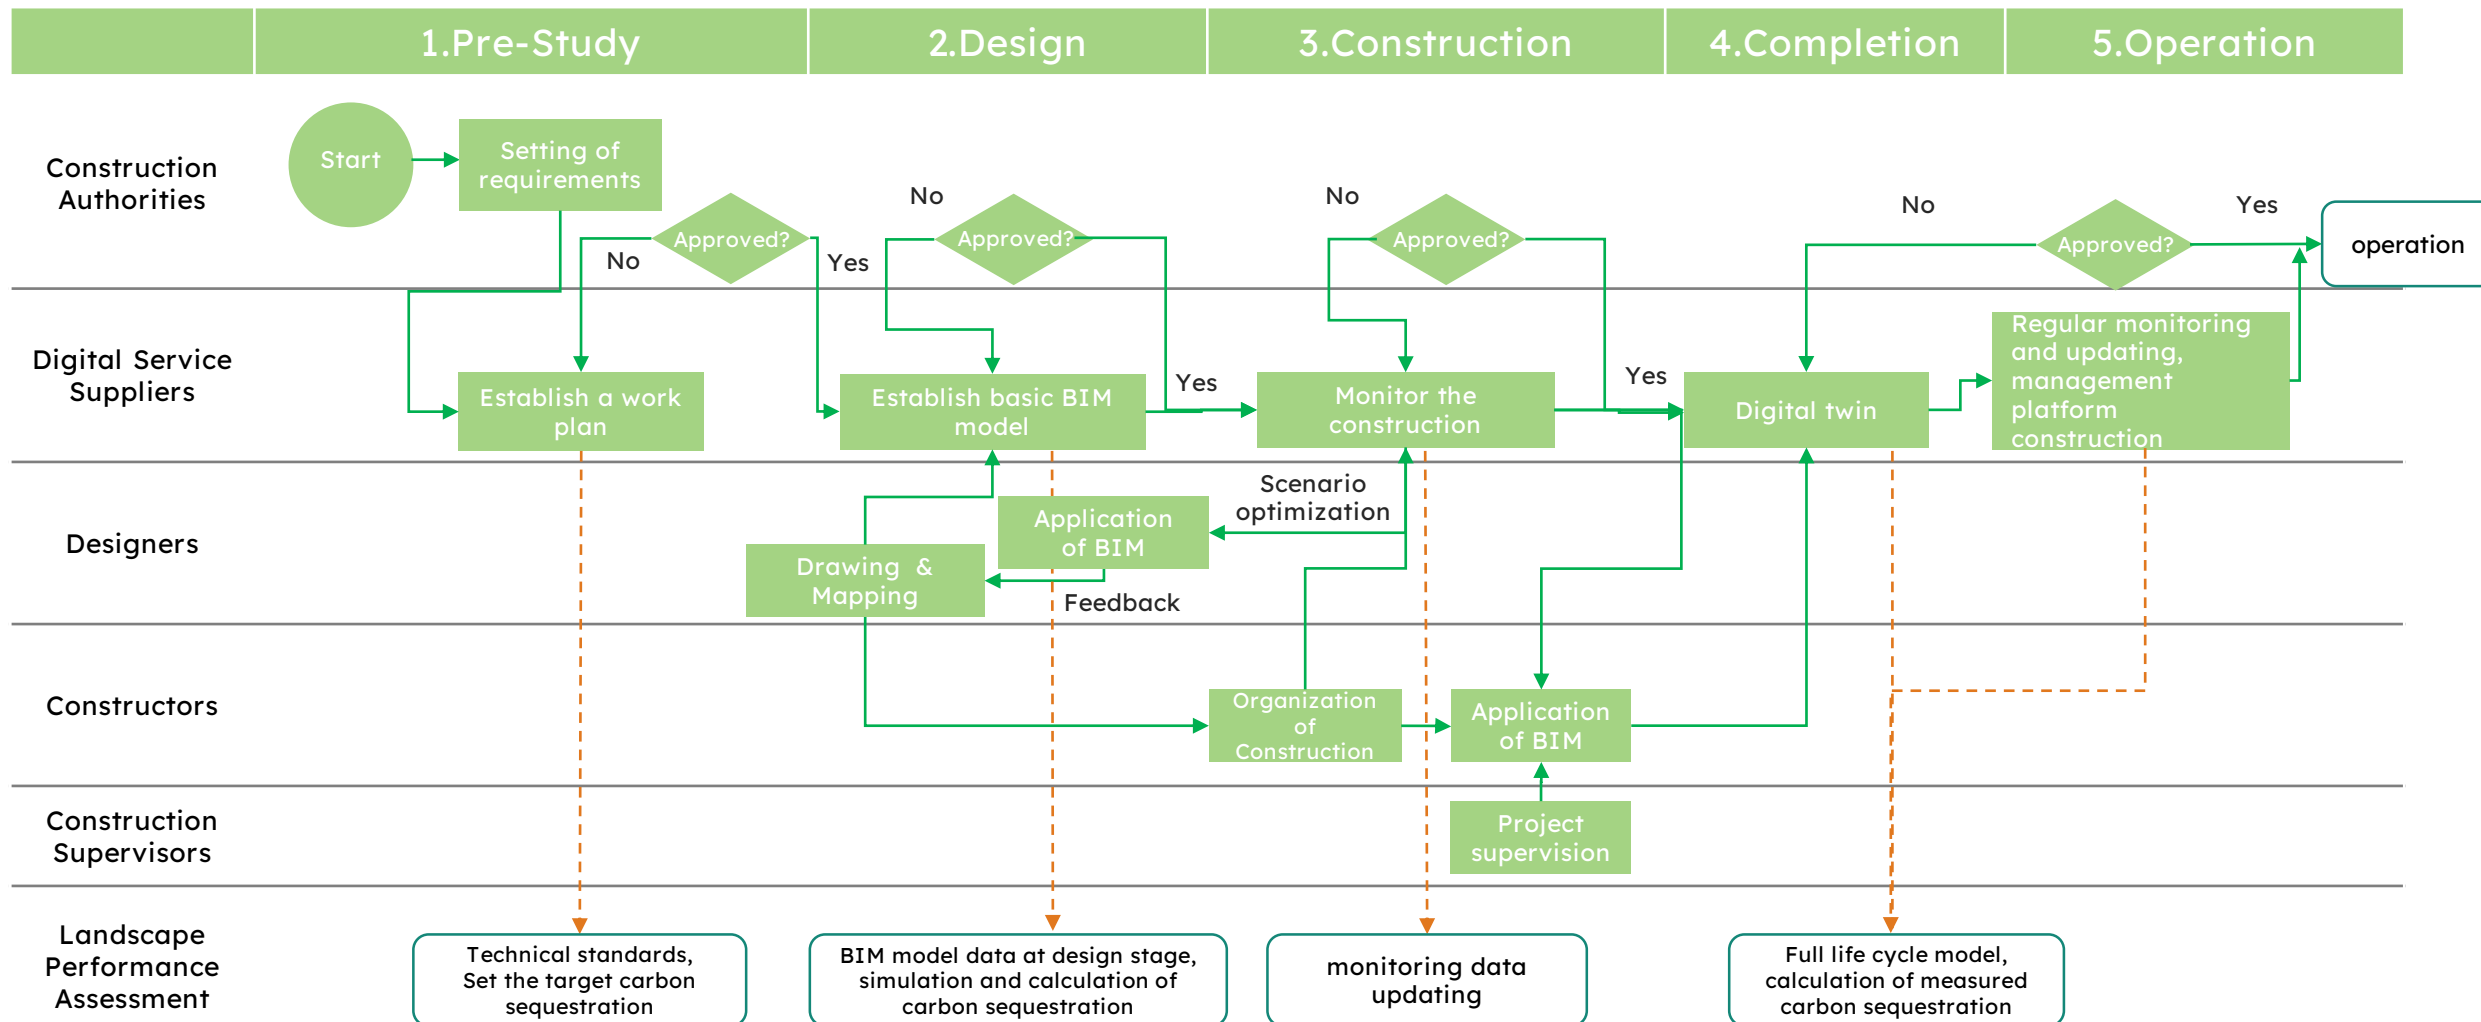 1.Pre-Study
2.Design
3.Construction
4.Completion
5.Operation
Construction
Authorities
Start
Setting of
requirements
Approved?
No
Yes
No
Approved?
Yes
No
Approved?
Yes
No
Approved?
Yes
operation
Digital Service
Suppliers
Establish a work
plan
Establish basic BIM
model
Monitor the
construction
Digital twin
Regular monitoring
and updating,
management
platform
construction
Designers
Drawing & 
Mapping
Application
of BIM
Feedback
Scenario
optimization
Constructors
Organization
of
Construction
Application
of BIM
Construction
Supervisors
Project
supervision
Landscape
Performance
Assessment
Technical standards,
Set the target carbon
sequestration
BIM model data at design stage,
simulation and calculation of
carbon sequestration
monitoring data
updating
Full life cycle model,
calculation of measured
carbon sequestration